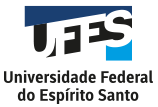 UFES
Universidade Federal
do Espírito Santo